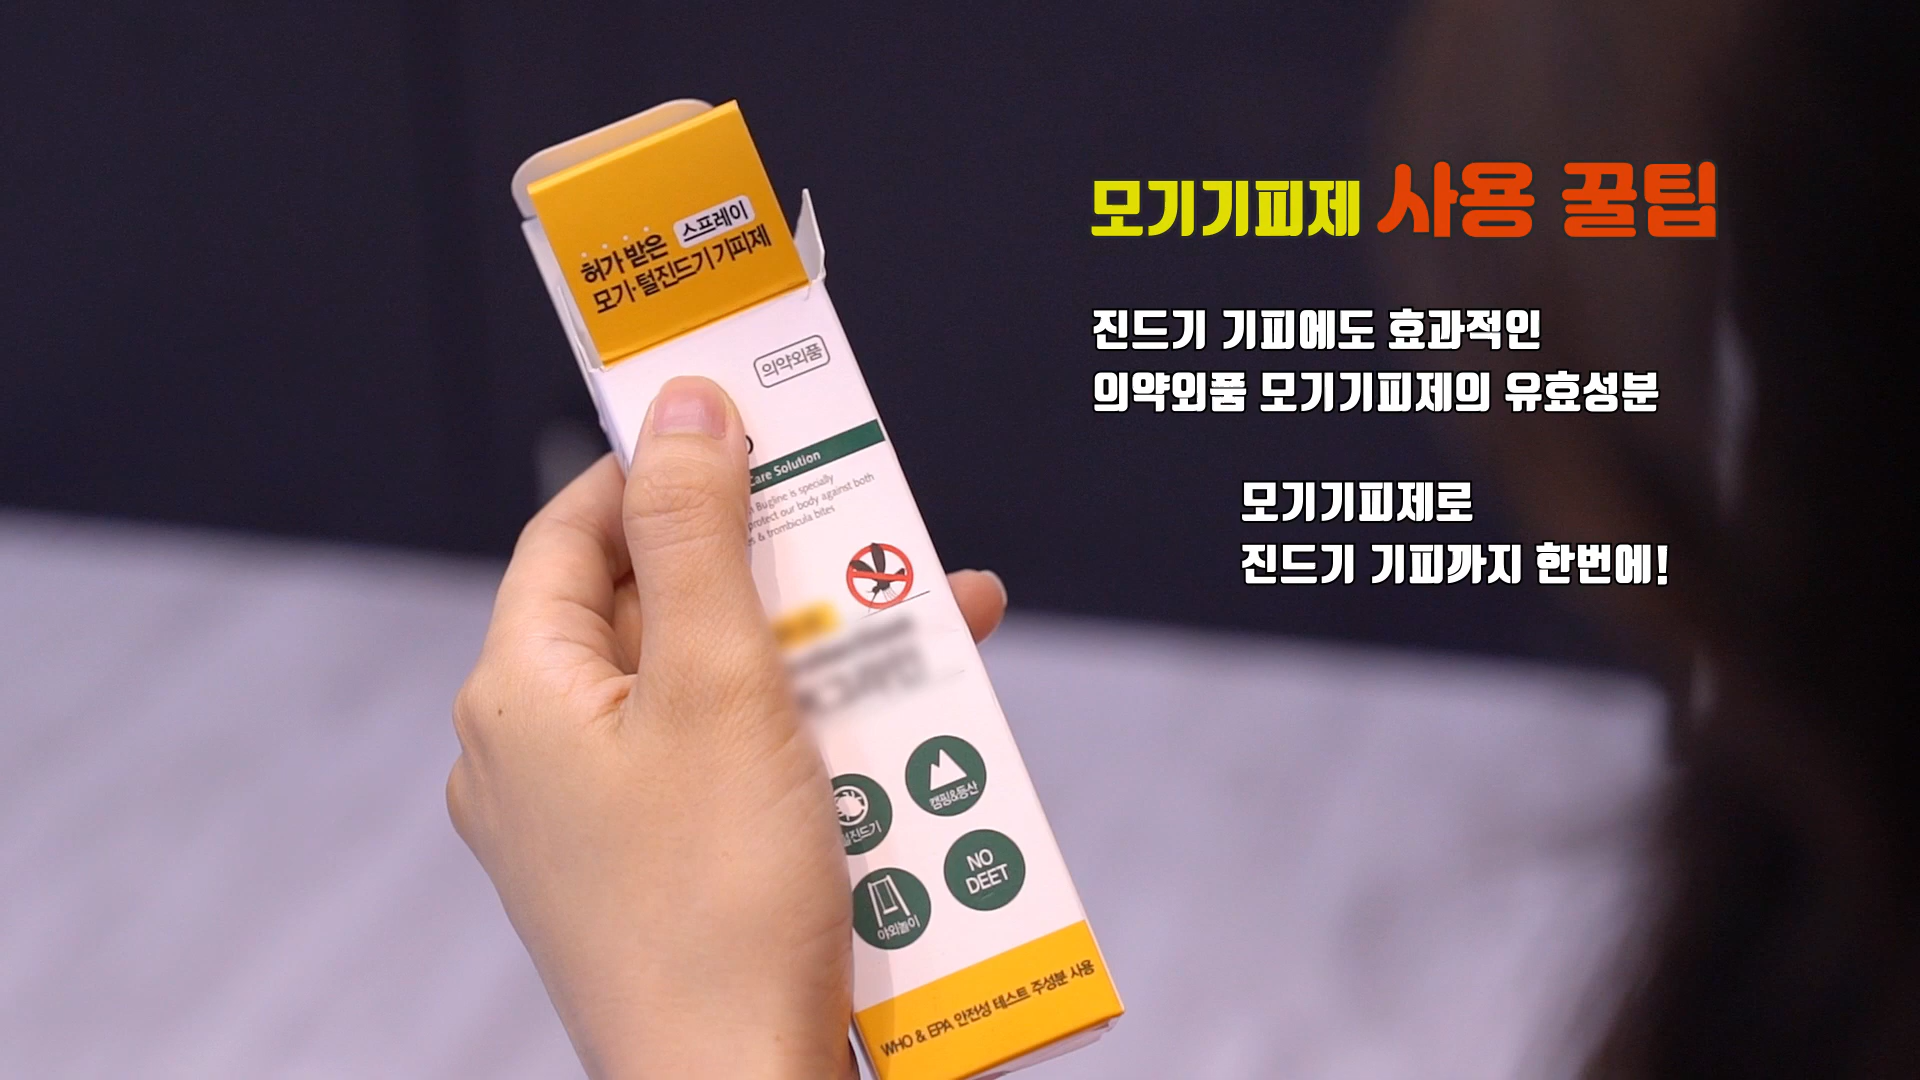 모기기피제 사용 꿀팁
진드기 기피에도 효과적인
의약외품 모기기피제의 유효성분
모기기피제로
진드기 기피까지 한번에!
허가 받은 스프레이
모기·털진드기 기피제
의약외품
Care Solution
Bugline is specially
protect our body against both
& trombicula bites
캠핑&등산
털진드기
NO
DEET
야외놀이
WHO & EPA 안전성 테스트 주성분 사용